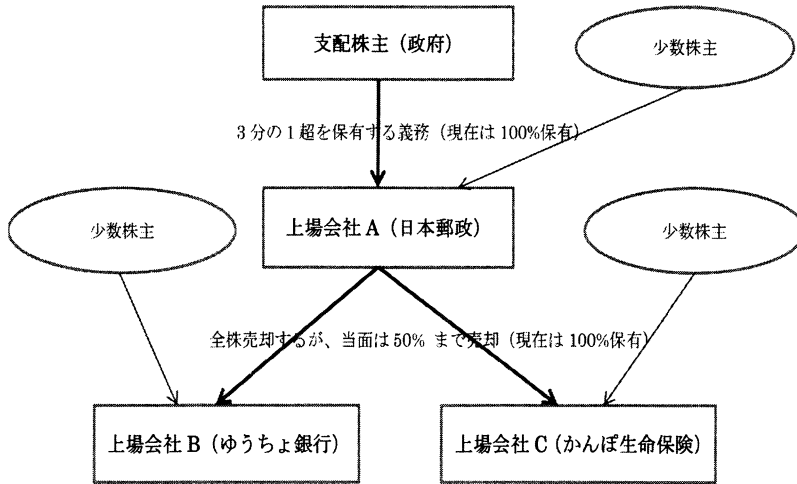 支配株主（政府）
少数株主
3分の1超を保有する義務（現在は100%保有）
少数株主
上場会社A（日本郵政）
少数株主
全株売却するが、当面は50% まで売却（現在は100%保有）
上場会社B（ゆうちょ銀行）
上場会社C（かんぽ生命保険）